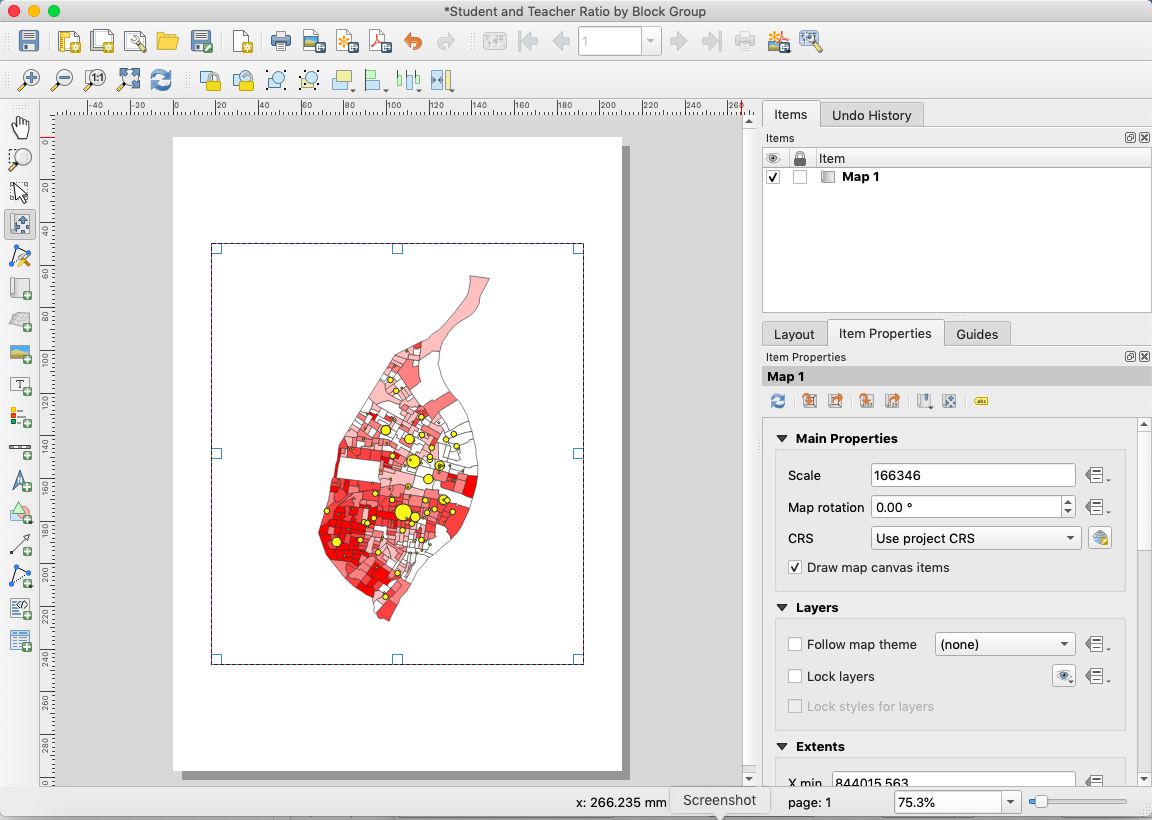 *Student and Teacher Ratio by Block Group
1
1:1
-40 -20 0 20 40 60 80 100 120 140 160 180 200 220 240 260
0
20
40
60
80
100
120
140
160
180
200
220
240
260
280
Items Undo History
Items
Item
Map 1
Layout Item Properties Guides
Item Properties
Map 1
abc
Main Properties
Scale 166346
Map rotation 0.00 °
CRS Use project CRS
Draw map canvas items
Layers
Follow map theme (none)
Lock layers
Lock styles for layers
Extents
X min 844015.563
x: 266.235 mm Screenshot page: 1 75.3%